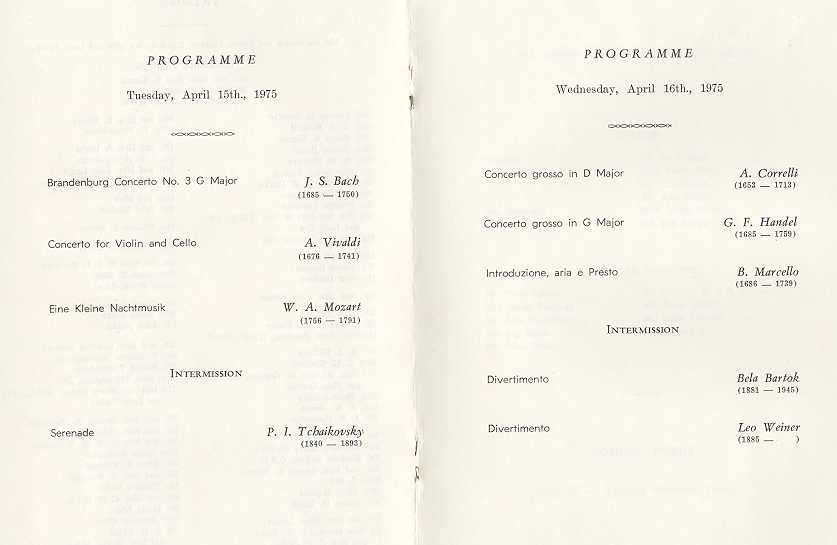 PROGRAMME
Tuesday, April 15th., 1975
Brandenburg Concerto No. 3 G Major J. S. Bach
(1685 — 1750)
Concerto for Violin and Cello A. Vivaldi
(1676 — 1741)
Eine Kleine Nachtmusik W. A. Mozart
(1756 — 1791)
INTERMISSION
Serenade P. I. Tchaikovsky
(1840 — 1893)
PROGRAMME
Wednesday, April 16th., 1975
Concerto grosso in D Major A. Correlli
(1653 — 1713)
Concerto grosso in G Major G. F. Handel
(1685 — 1759)
Introduzione, aria e Presto B. Marcello
(1686 — 1739)
INTERMISSION
Divertimento Bela Bartok
(1881 — 1945)
Divertimento Leo Weiner
(1885 — )